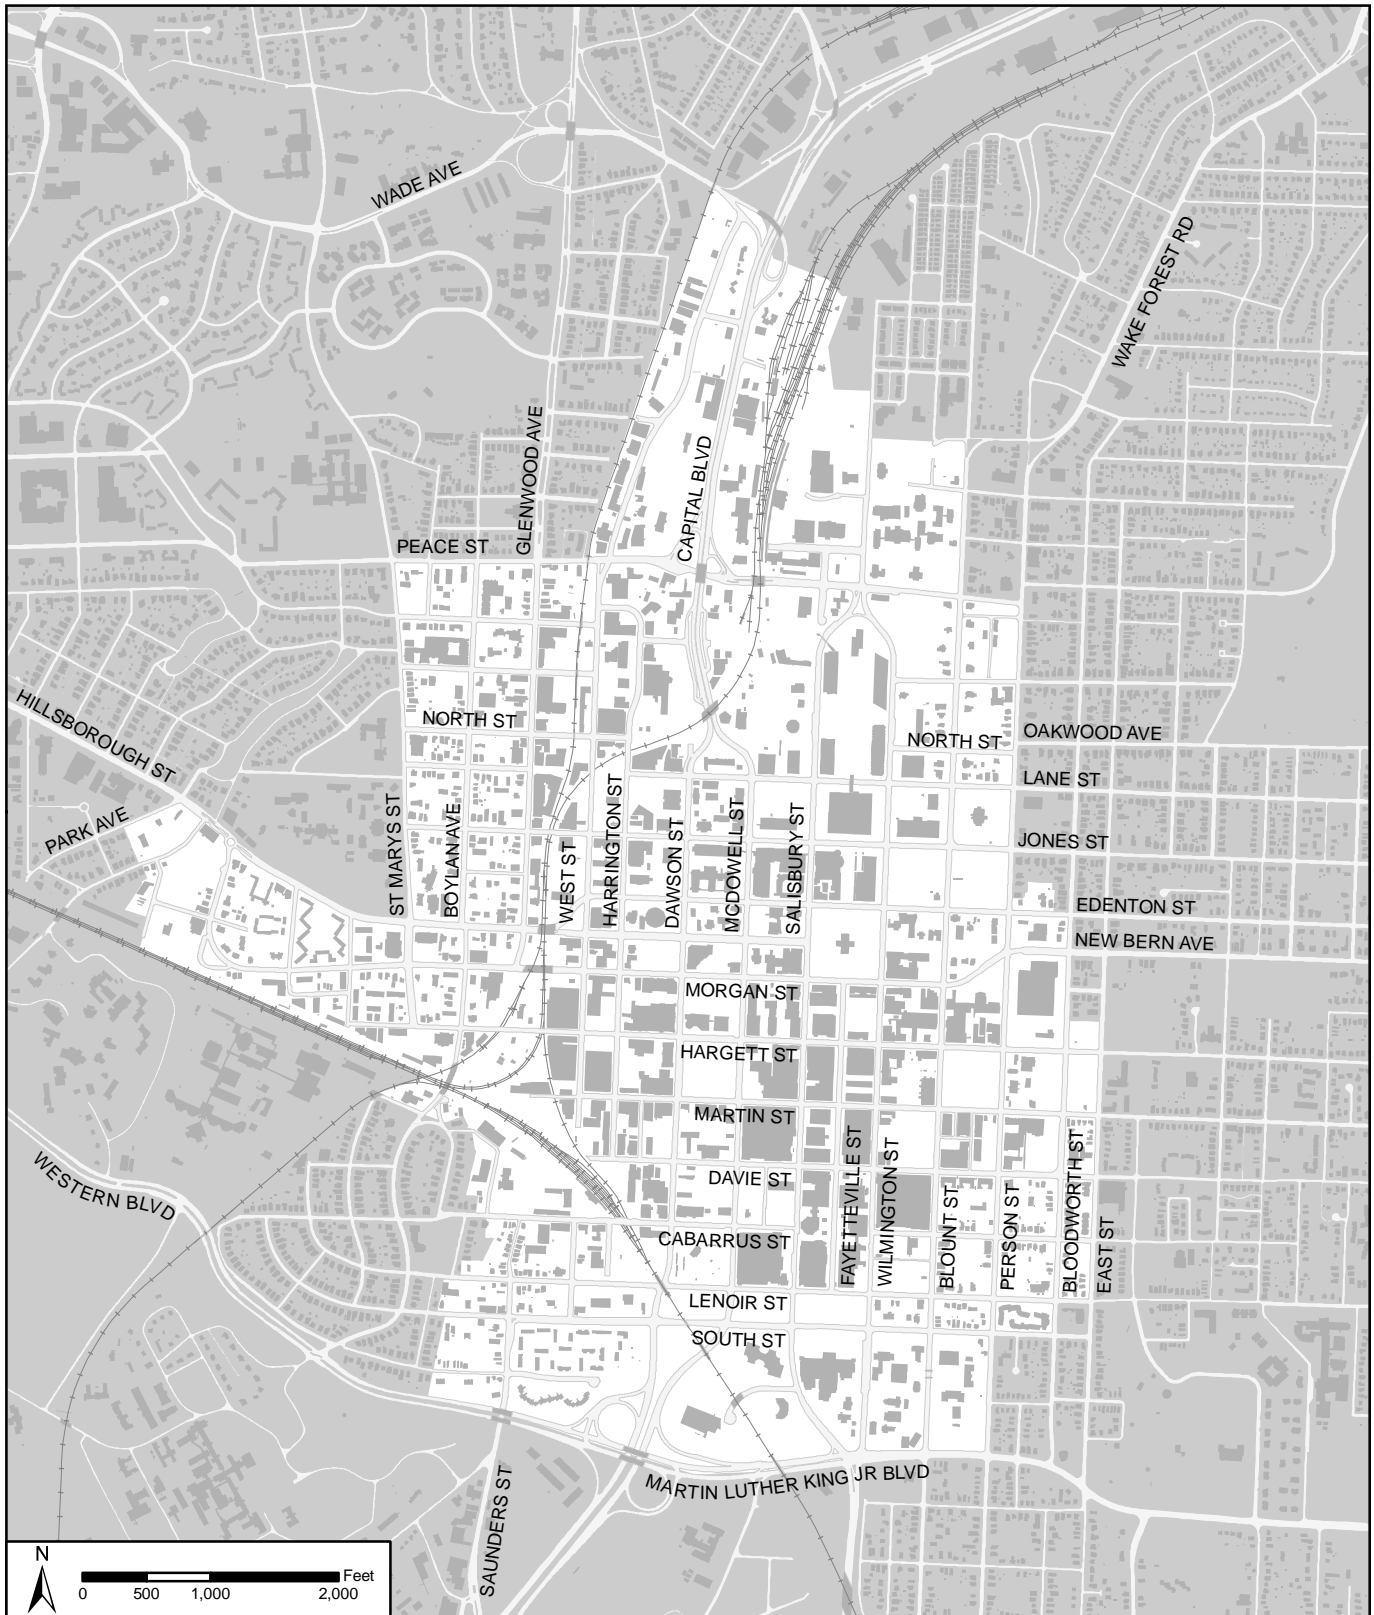 WADE AVE
WAKE FOREST RD
GLENWOOD AVE
CAPITAL BLVD
PEACE ST
HILLSBOROUGH ST
NORTH ST
NORTH ST
OAKWOOD AVE
LANE ST
PARK AVE
ST MARYS ST
BOYLAN AVE
WEST ST
HARRINGTON ST
DAWSON ST
MCDOWELL ST
SALISBURY ST
JONES ST
EDENTON ST
NEW BERN AVE
MORGAN ST
HARGETT ST
MARTIN ST
WESTERN BLVD
DAVIE ST
FAYETTEVILLE ST
WILMINGTON ST
BLOUNT ST
PERSON ST
BLOODWORTH ST
EAST ST
CABARRUS ST
LENOIR ST
SOUTH ST
MARTIN LUTHER KING JR BLVD
SAUNDERS ST
N
Feet
0 500 1,000 2,000